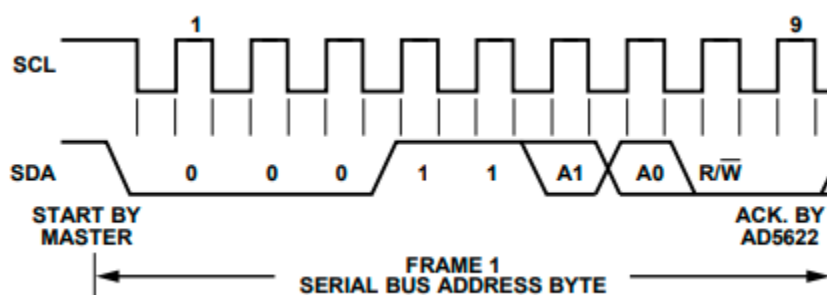 1 9
SCL
SDA 0 0 0 1 1 A1 A0 R/W̅
START BY MASTER
ACK. BY AD5622
FRAME 1
SERIAL BUS ADDRESS BYTE